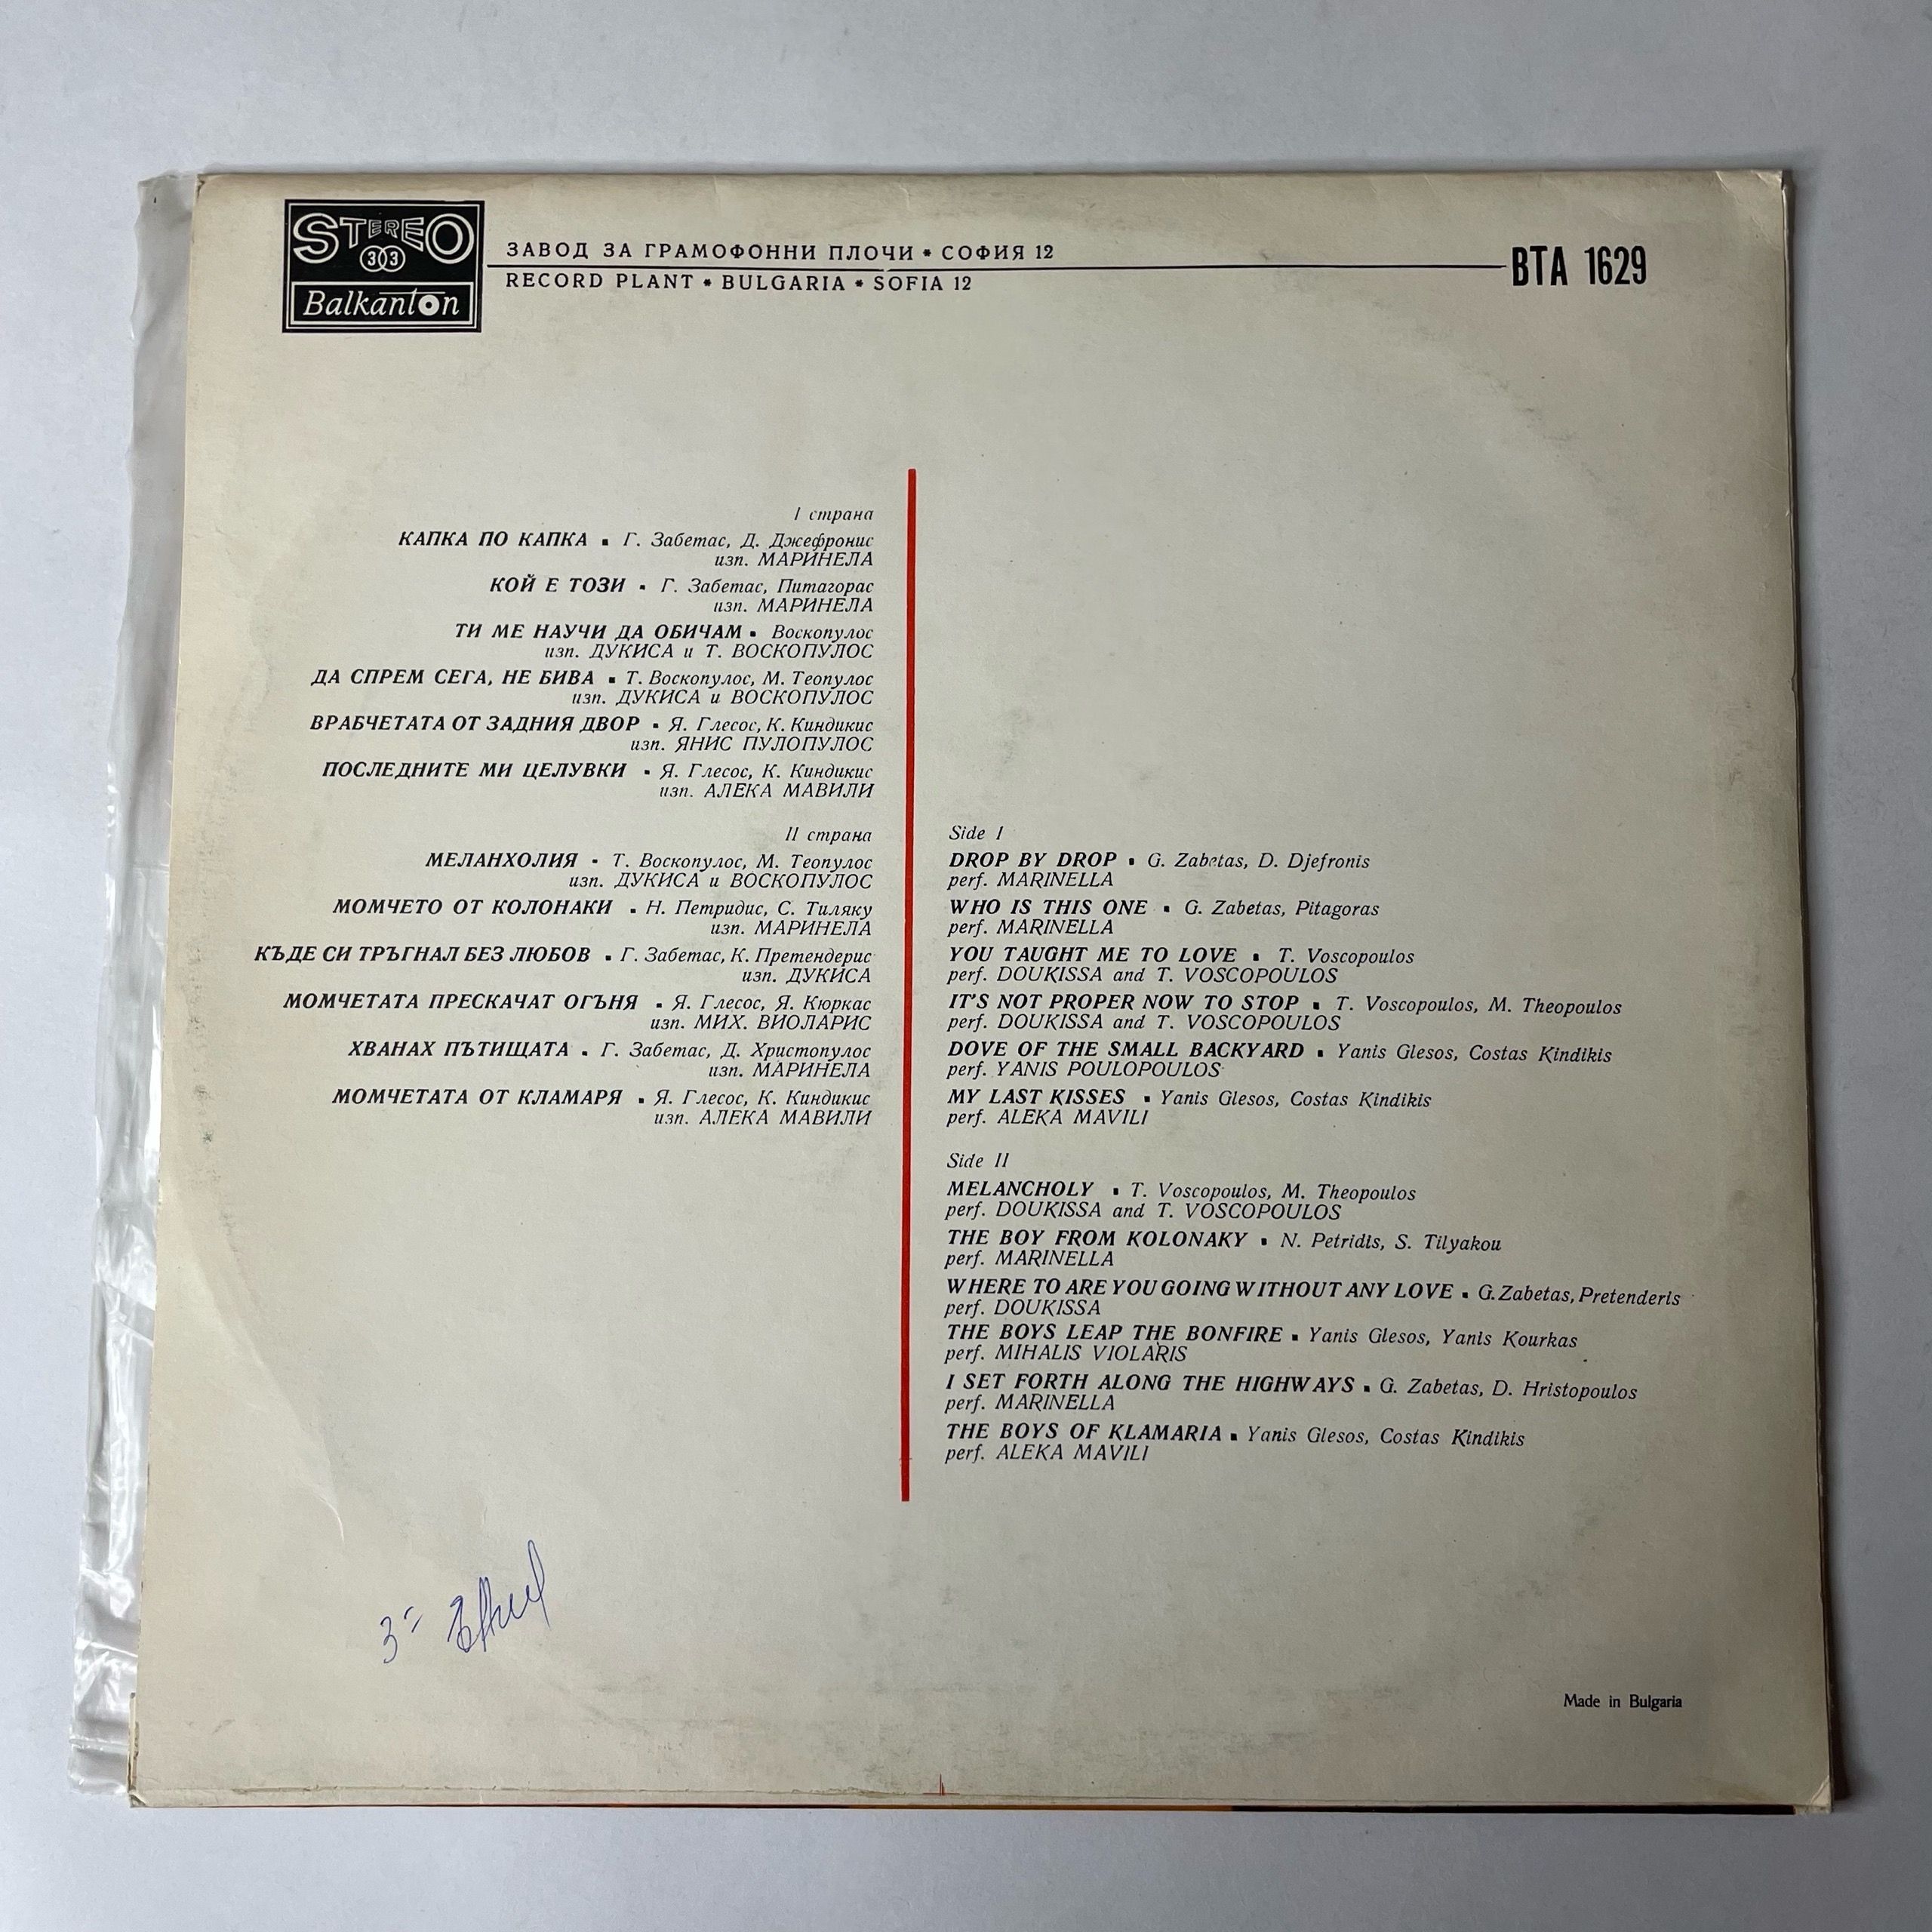 STEREO
33
Balkanton
ЗАВОД ЗА ГРАМОФОННИ ПЛОЧИ * СОФИЯ 12
RECORD PLANT * BULGARIA * SOFIA 12
ВТА 1629
I страна
КАПКА ПО КАПКА ▪ Г. Забетас, Д. Джефронис
изп. МАРИНЕЛА
КОЙ Е ТОЗИ ▪ Г. Забетас, Питагорас
изп. МАРИНЕЛА
ТИ МЕ НАУЧИ ДА ОБИЧАМ ▪ Воскопулос
изп. ДУКИСА и Т. ВОСКОПУЛОС
ДА СПРЕМ СЕГА, НЕ БИВА ▪ Т. Воскопулос, М. Теопулос
изп. ДУКИСА и ВОСКОПУЛОС
ВРАБЧЕТАТА ОТ ЗАДНИЯ ДВОР ▪ Я. Глесос, К. Киндикис
изп. ЯНИС ПУЛОПУЛОС
ПОСЛЕДНИТЕ МИ ЦЕЛУВКИ ▪ Я. Глесос, К. Киндикис
изп. АЛЕКА МАВИЛИ
II страна
МЕЛАНХОЛИЯ ▪ Т. Воскопулос, М. Теопулос
изп. ДУКИСА и ВОСКОПУЛОС
МОМЧЕТО ОТ КОЛОНАКИ ▪ Н. Петридис, С. Тиляку
изп. МАРИНЕЛА
КЪДЕ СИ ТРЪГНАЛ БЕЗ ЛЮБОВ ▪ Г. Забетас, К. Претендерис
изп. ДУКИСА
МОМЧЕТАТА ПРЕСКАЧАТ ОГЪНЯ ▪ Я. Глесос, Я. Кюркас
изп. МИХ. ВИОЛАРИС
ХВАНАХ ПЪТИЩАТА ▪ Г. Забетас, Д. Христопулос
изп. МАРИНЕЛА
МОМЧЕТАТА ОТ КЛАМАРЯ ▪ Я. Глесос, К. Киндикис
изп. АЛЕКА МАВИЛИ
Side I
DROP BY DROP ▪ G. Zabetas, D. Djefronis
perf. MARINELLA
WHO IS THIS ONE ▪ G. Zabetas, Pitagoras
perf. MARINELLA
YOU TAUGHT ME TO LOVE ▪ T. Voscopoulos
perf. DOUKISSA and T. VOSCOPOULOS
IT'S NOT PROPER NOW TO STOP ▪ T. Voscopoulos, M. Theopoulos
perf. DOUKISSA and T. VOSCOPOULOS
DOVE OF THE SMALL BACKYARD ▪ Yanis Glesos, Costas Kindikis
perf. YANIS POULOPOULOS
MY LAST KISSES ▪ Yanis Glesos, Costas Kindikis
perf. ALEKA MAVILI
Side II
MELANCHOLY ▪ T. Voscopoulos, M. Theopoulos
perf. DOUKISSA and T. VOSCOPOULOS
THE BOY FROM KOLONAKY ▪ N. Petridis, S. Tilyakou
perf. MARINELLA
WHERE TO ARE YOU GOING WITHOUT ANY LOVE ▪ G. Zabetas, Pretenderis
perf. DOUKISSA
THE BOYS LEAP THE BONFIRE ▪ Yanis Glesos, Yanis Kourkas
perf. MIHALIS VIOLARIS
I SET FORTH ALONG THE HIGHWAYS ▪ G. Zabetas, D. Hristopoulos
perf. MARINELLA
THE BOYS OF KLAMARIA ▪ Yanis Glesos, Costas Kindikis
perf. ALEKA MAVILI
Made in Bulgaria